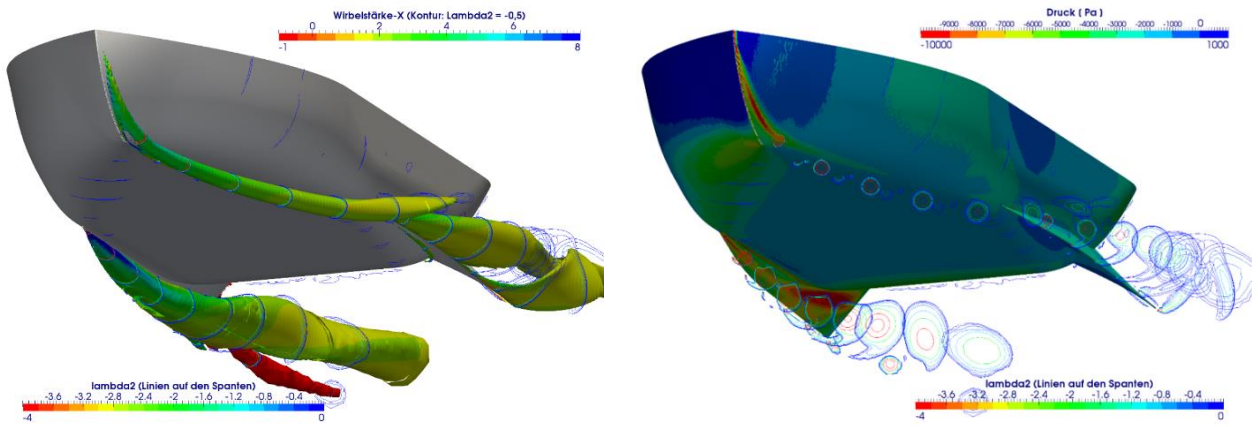 Wirbelstärke-X (Kontur: Lambda2 = -0,5)
0 2 4 6
-1 8
lambda2 (Linien auf den Spanten)
-3.6 -3.2 -2.8 -2.4 -2 -1.6 -1.2 -0.8 -0.4
-4 0
Druck [ Pa ]
-9000 -8000 -7000 -6000 -5000 -4000 -3000 -2000 -1000 0
-10000 1000
lambda2 (Linien auf den Spanten)
-3.6 -3.2 -2.8 -2.4 -2 -1.6 -1.2 -0.8 -0.4
-4 0